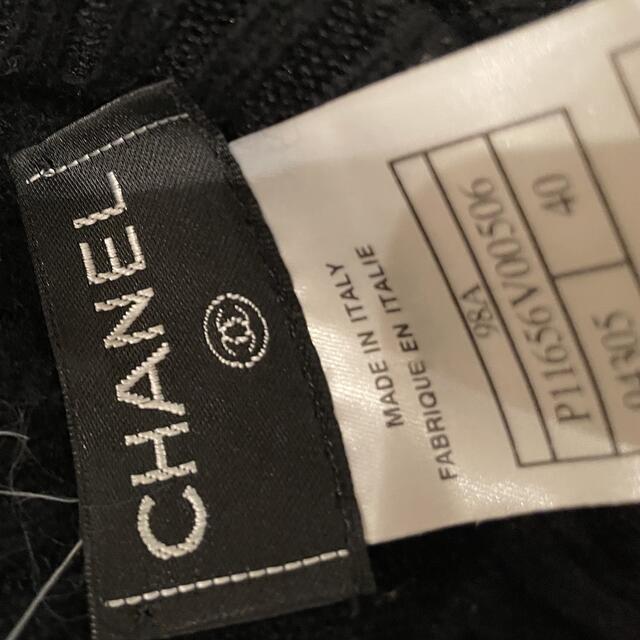 CHANEL
MADE IN ITALY
FABRIQUE EN ITALIE
98A
P11656V00506
40